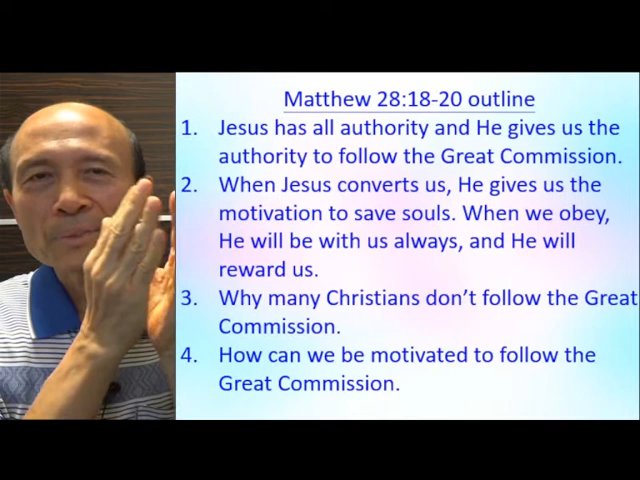 Matthew 28:18-20 outline
1. Jesus has all authority and He gives us the
authority to follow the Great Commission.
2. When Jesus converts us, He gives us the
motivation to save souls. When we obey,
He will be with us always, and He will
reward us.
3. Why many Christians don’t follow the Great
Commission.
4. How can we be motivated to follow the
Great Commission.